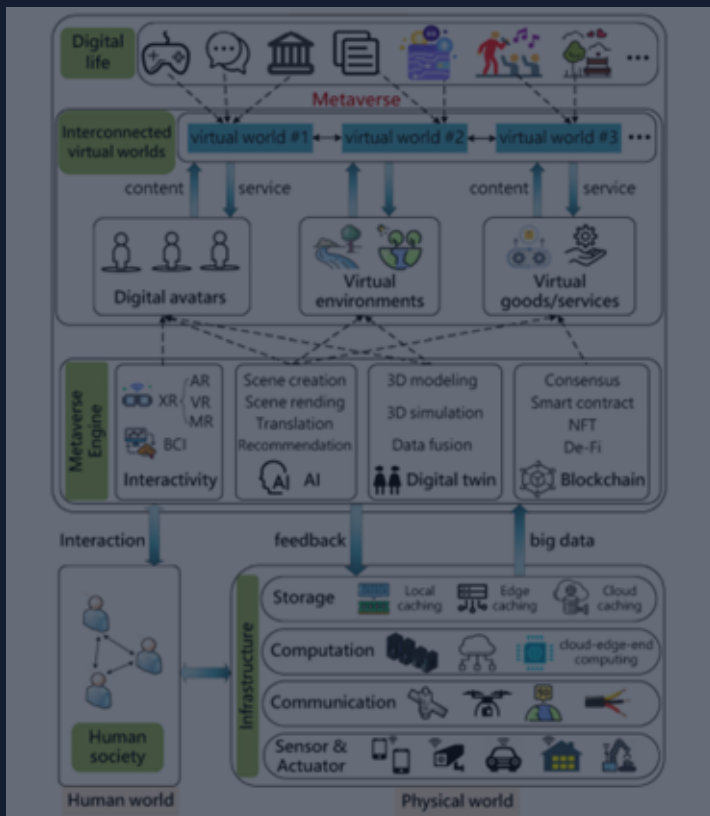 Digital
life
...
Metaverse
Interconnected
virtual worlds
virtual world #1
virtual world #2
virtual world #3
...
content
service
content
service
Digital avatars
Virtual
environments
Virtual
goods/services
Metaverse
Engine
XR
AR
VR
MR
BCI
Interactivity
Scene creation
Scene rending
Translation
Recommendation
AI
AI
3D modeling
3D simulation
Data fusion
Digital twin
Consensus
Smart contract
NFT
De-Fi
Blockchain
Interaction
feedback
big data
Human
society
Human world
Infrastructure
Storage
Local
caching
Edge
caching
Cloud
caching
Computation
cloud-edge-end
computing
Communication
5G
Sensor &
Actuator
Physical world